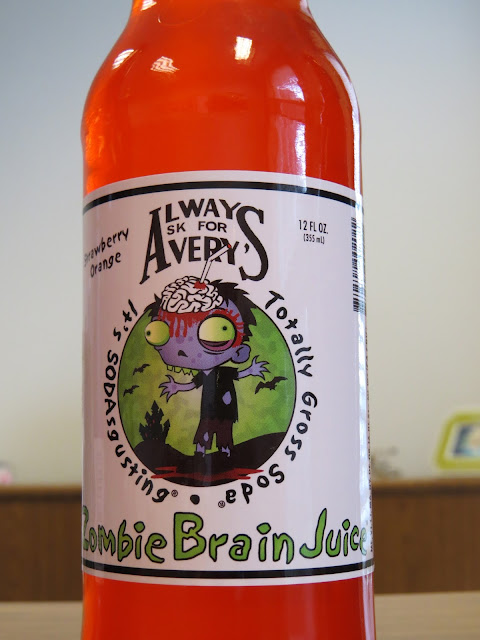 ALWAYS
ASK FOR
AVERY'S
12 FL OZ.
(355 mL)
Strawberry
Orange
It's SODAsgusting® • Totally Gross Soda®
Zombie Brain Juice